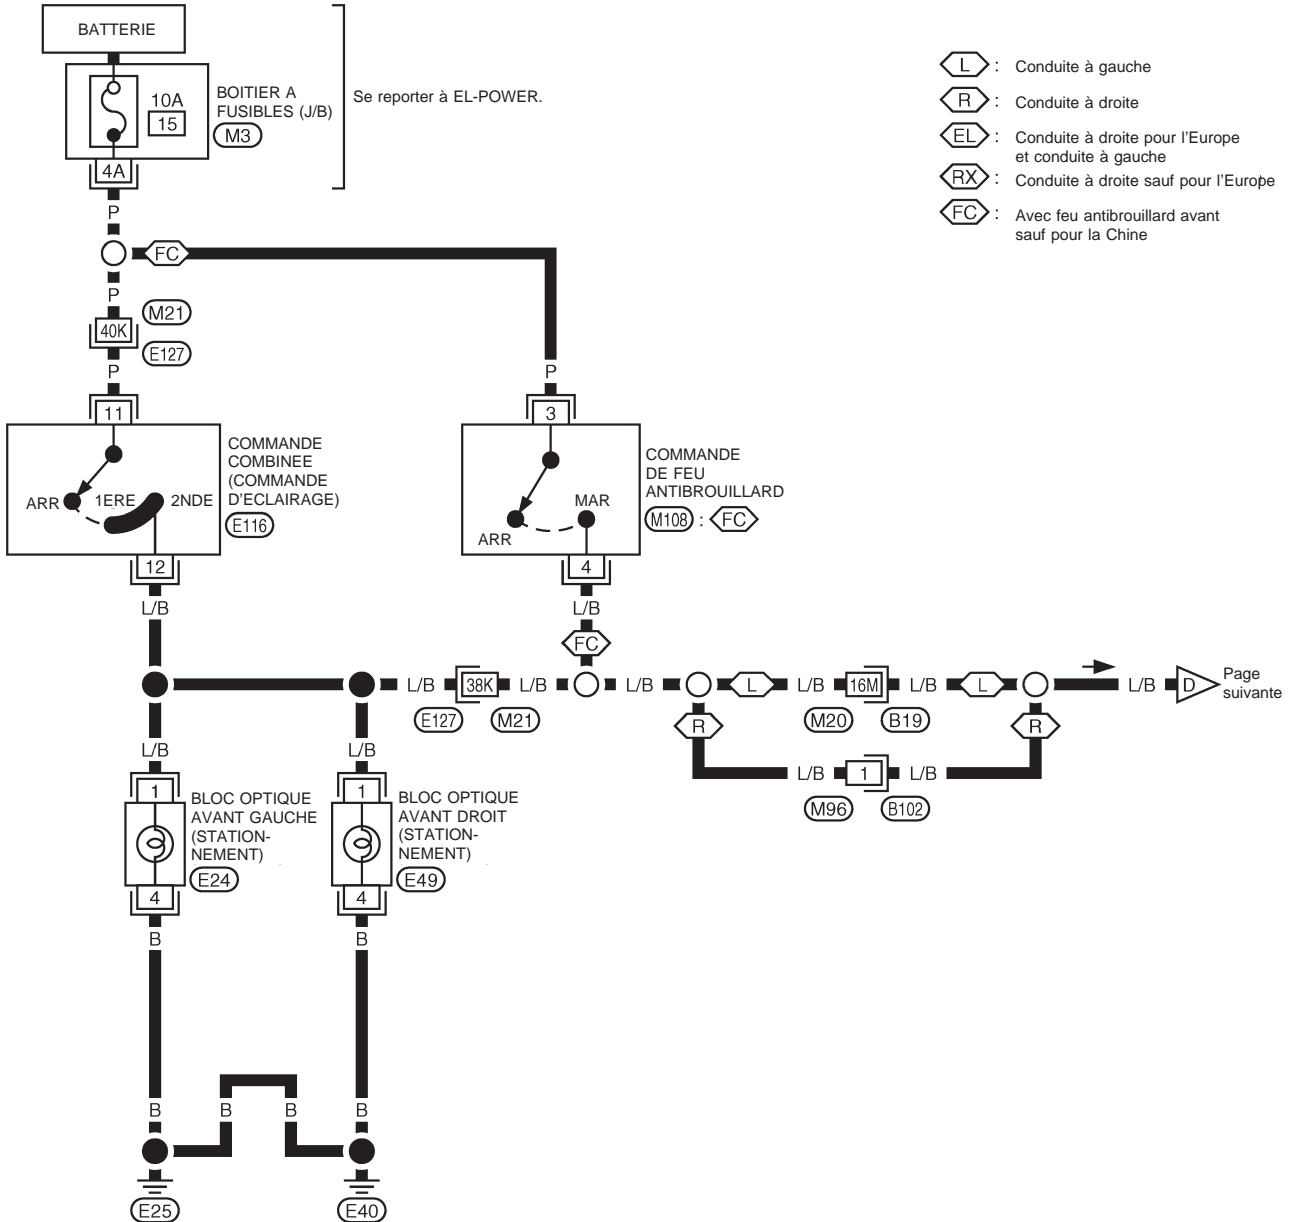 BATTERIE
10A
15
BOITIER A
FUSIBLES (J/B)
M3
Se reporter à EL-POWER.
4A
L : Conduite à gauche
R : Conduite à droite
EL : Conduite à droite pour l'Europe
et conduite à gauche
RX : Conduite à droite sauf pour l'Europe
FC : Avec feu antibrouillard avant
sauf pour la Chine
P
FC
P
M21
40K
E127
P
P
11
3
COMMANDE
COMBINEE
(COMMANDE
D'ECLAIRAGE)
E116
ARR
1ERE
2NDE
COMMANDE
DE FEU
ANTIBROUILLARD
M108 : FC
MAR
ARR
12
4
L/B
L/B
FC
L/B
38K
L/B
L/B
L
L/B
16M
L/B
L
L/B
D
Page
suivante
E127
M21
M20
B19
R
R
L/B
L/B
L/B
1
L/B
M96
B102
1
1
BLOC OPTIQUE
AVANT GAUCHE
(STATION-
NEMENT)
E24
BLOC OPTIQUE
AVANT DROIT
(STATION-
NEMENT)
E49
4
4
B
B
B
B
B
B
E25
E40